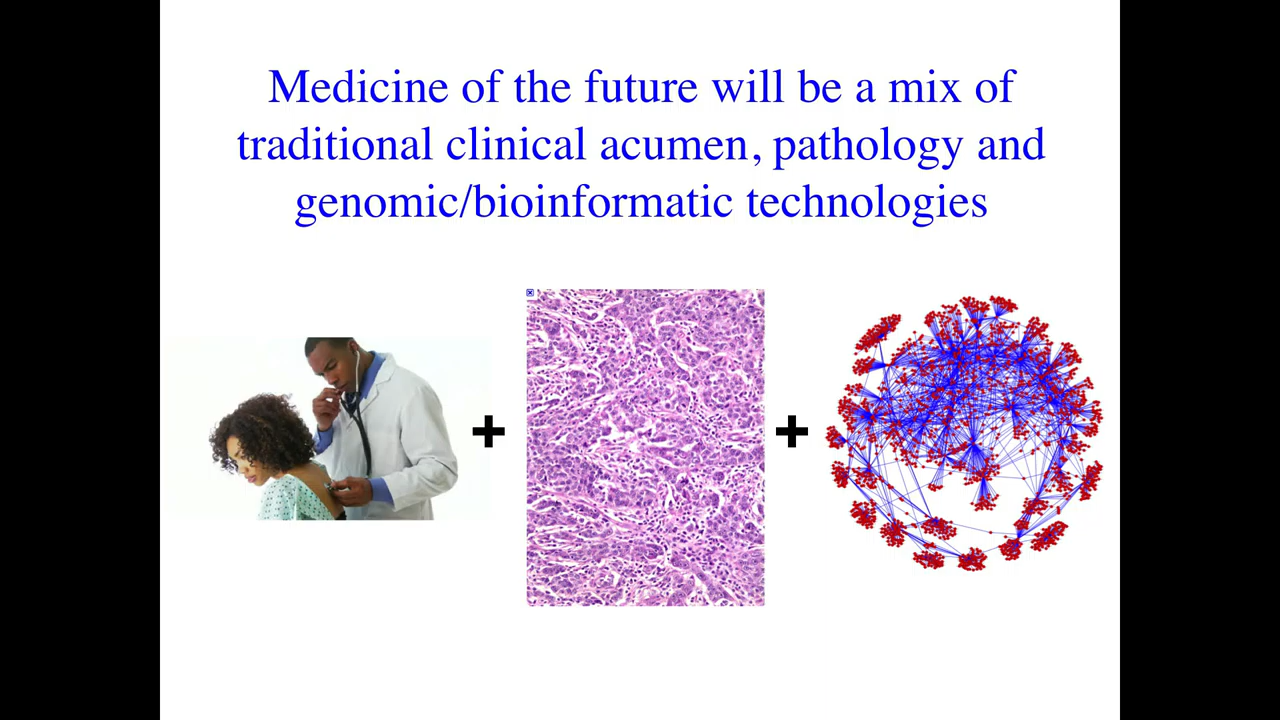 Medicine of the future will be a mix of
traditional clinical acumen, pathology and
genomic/bioinformatic technologies
+ +